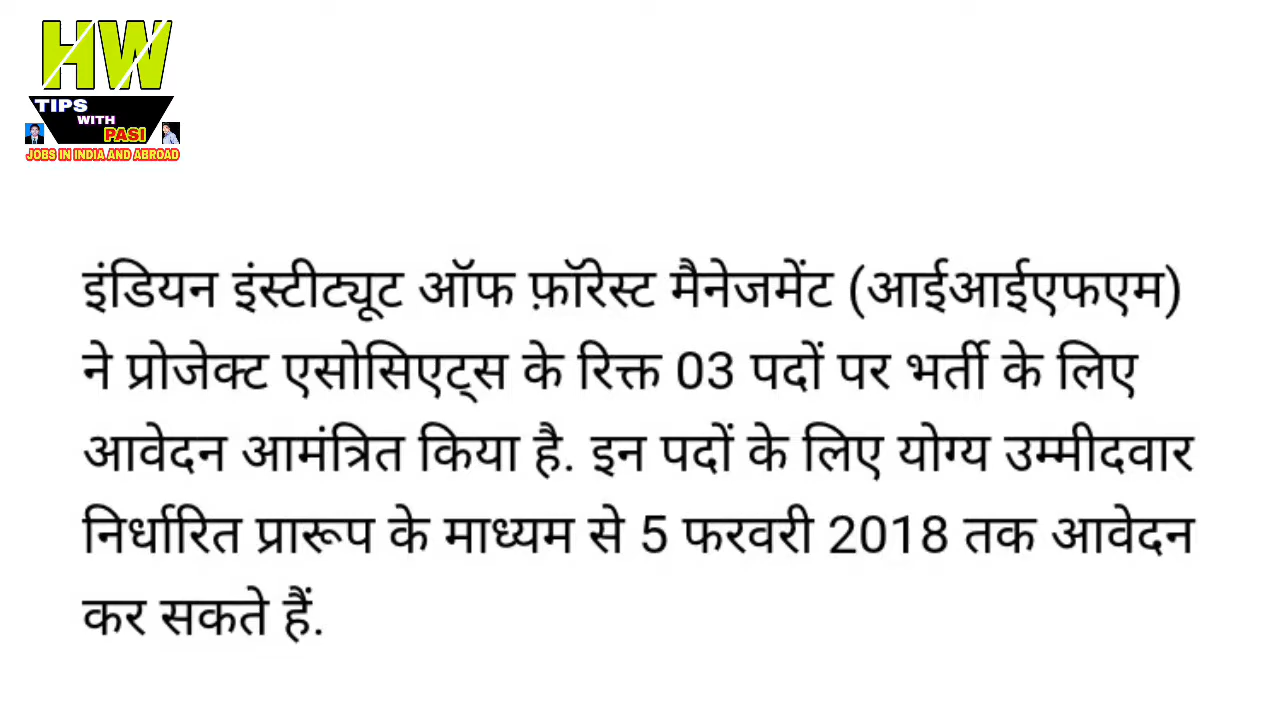 HW
TIPS
WITH
PASI
JOBS IN INDIA AND ABROAD
इंडियन इंस्टीट्यूट ऑफ फ़ॉरेस्ट मैनेजमेंट (आईआईएफएम)
ने प्रोजेक्ट एसोसिएट्स के रिक्त 03 पदों पर भर्ती के लिए
आवेदन आमंत्रित किया है. इन पदों के लिए योग्य उम्मीदवार
निर्धारित प्रारूप के माध्यम से 5 फरवरी 2018 तक आवेदन
कर सकते हैं.